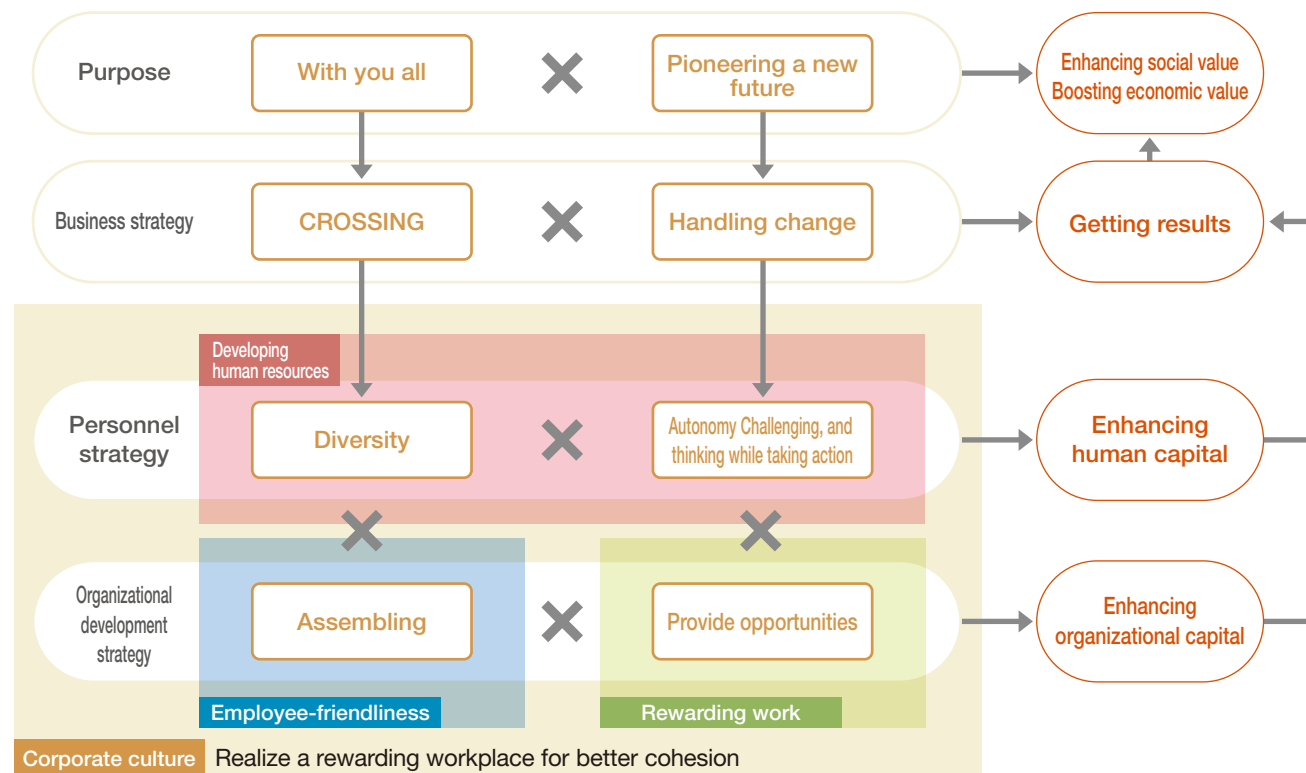 Purpose
With you all
Pioneering a new
future
Enhancing social value
Boosting economic value
Business strategy
CROSSING
Handling change
Getting results
Developing
human resources
Personnel
strategy
Diversity
Autonomy Challenging, and
thinking while taking action
Enhancing
human capital
Organizational
development
strategy
Assembling
Provide opportunities
Enhancing
organizational capital
Employee-friendliness
Rewarding work
Corporate culture
Realize a rewarding workplace for better cohesion